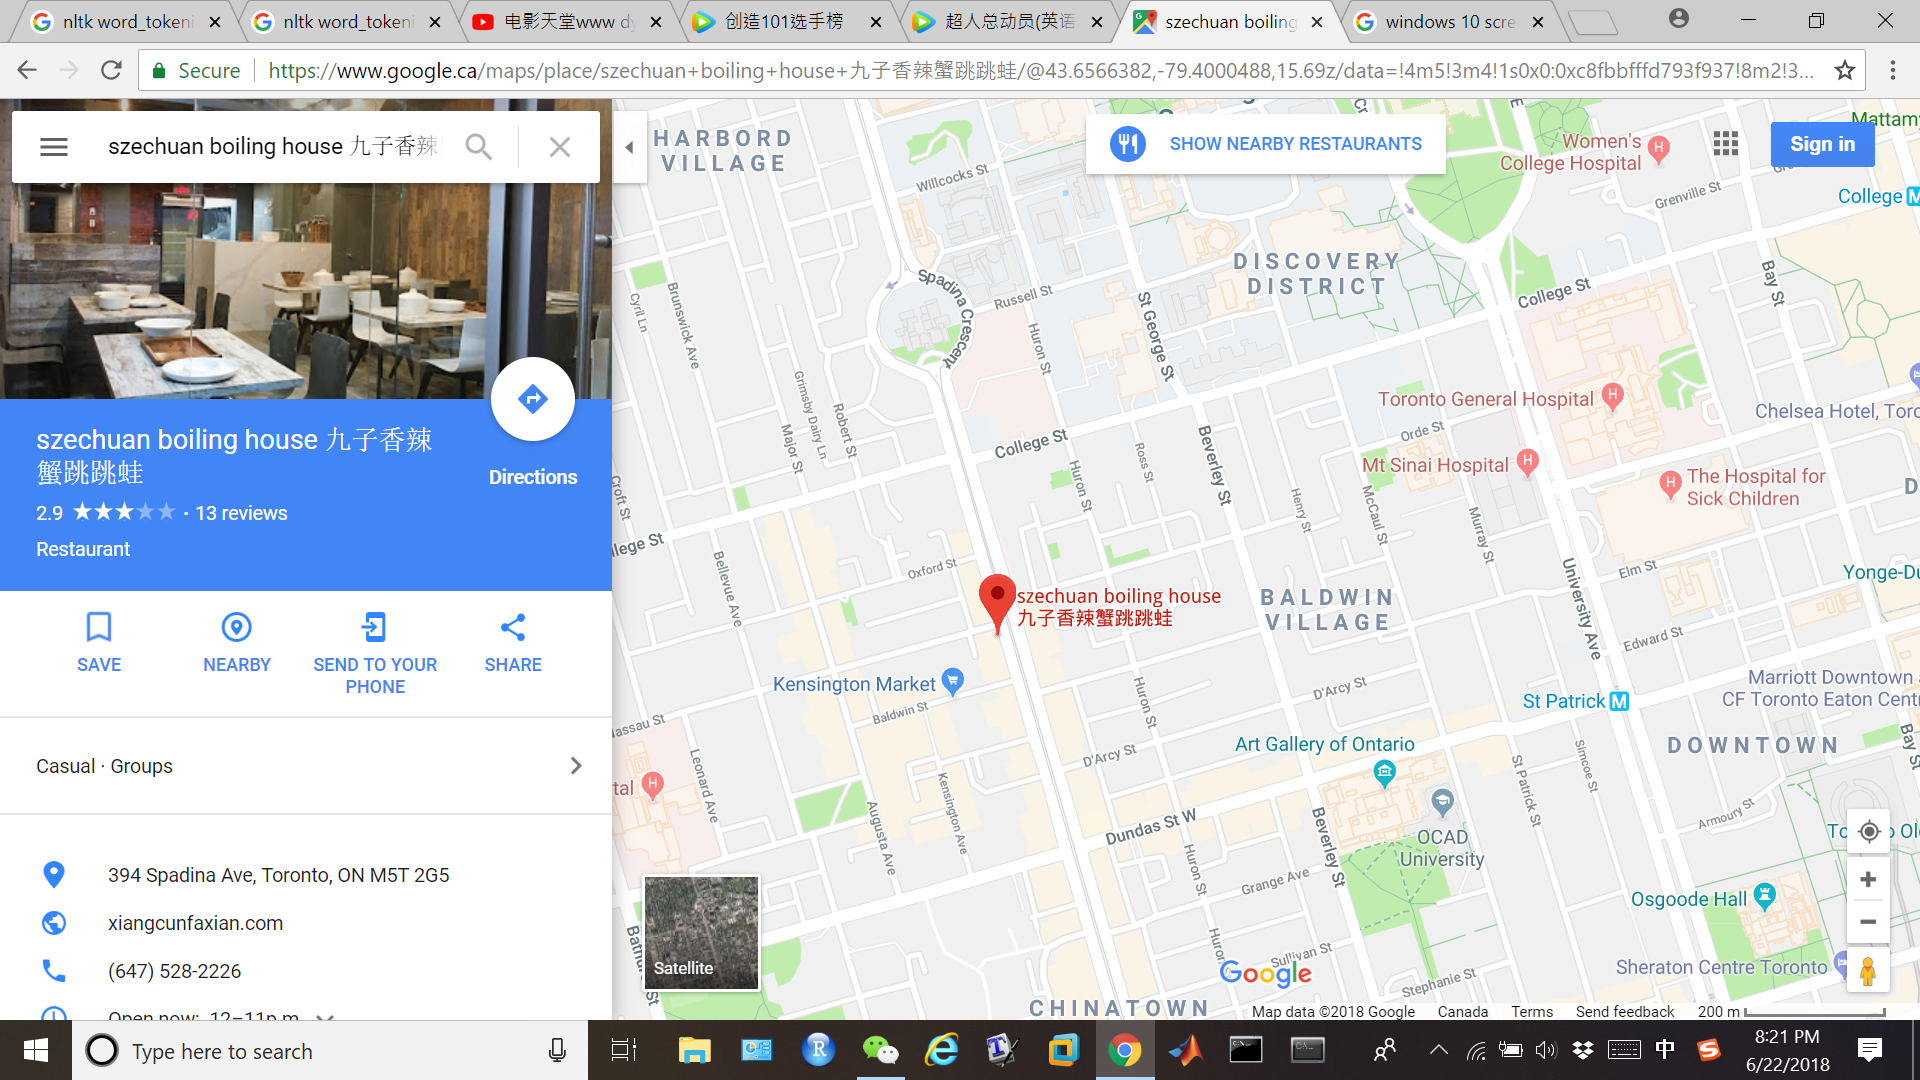 nltk word_tokeni
nltk word_tokeni
电影天堂www dy
创造101选手榜
超人总动员(英语
szechuan boiling
windows 10 scre
Secure
https://www.google.ca/maps/place/szechuan+boiling+house+九子香辣蟹跳跳蛙/@43.6566382,-79.4000488,15.69z/data=!4m5!3m4!1s0x0:0xc8fbbfffd793f937!8m2!3...
szechuan boiling house 九子香辣
szechuan boiling house 九子香辣
蟹跳跳蛙
Directions
2.9 · 13 reviews
Restaurant
SAVE
NEARBY
SEND TO YOUR
PHONE
SHARE
Casual · Groups
394 Spadina Ave, Toronto, ON M5T 2G5
xiangcunfaxian.com
(647) 528-2226
Open now: 12–11p.m.
HARBORD
VILLAGE
SHOW NEARBY RESTAURANTS
Women's
College Hospital
Mattam
Sign in
College
Grenville St
Willcocks St
Spadina Crescent
Russell St
DISCOVERY
DISTRICT
College St
Bay St
Cyril Ln
Brunswick Ave
Huron St
St George St
Grimsby Dairy Ln
Robert St
Major St
Toronto General Hospital
Chelsea Hotel, Toro
Orde St
College St
Beverley St
Ross St
Mt Sinai Hospital
The Hospital for
Sick Children
Croft St
Huron St
Henry St
McCaul St
Murray St
llege St
Oxford St
Bellevue Ave
University Ave
Elm St
Yonge-Du
szechuan boiling house
九子香辣蟹跳跳蛙
BALDWIN
VILLAGE
Edward St
Kensington Market
Baldwin St
Huron St
D'Arcy St
St Patrick
Marriott Downtown
CF Toronto Eaton Cent
Nassau St
D'Arcy St
Art Gallery of Ontario
DOWNTOWN
Bay St
Leonard Ave
tal
Kensington Ave
Augusta Ave
Simcoe St
St Patrick St
Armoury St
Dundas St W
Beverley St
OCAD
University
Huron St
Grange Ave
Osgoode Hall
Satellite
Google
Sullivan St
Stephanie St
Sheraton Centre Toronto
CHINATOWN
Map data ©2018 Google
Canada
Terms
Send feedback
200 m
Type here to search
中
8:21 PM
6/22/2018